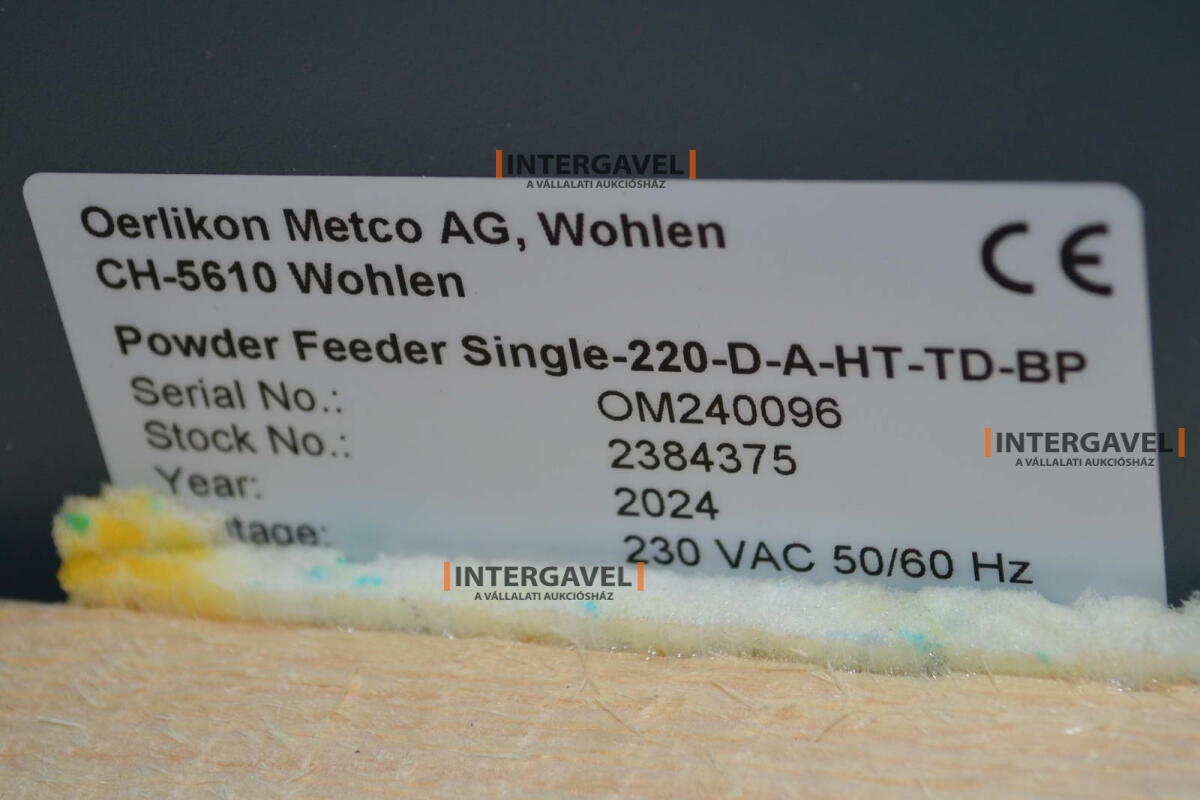 INTERGAVEL
A VÁLLALATI AUKCIÓSHÁZ
Oerlikon Metco AG, Wohlen
CH-5610 Wohlen
CE
Powder Feeder Single-220-D-A-HT-TD-BP
Serial No.: OM240096
Stock No.: 2384375
INTERGAVEL
A VÁLLALATI AUKCIÓSHÁZ
Year: 2024
230 VAC 50/60 Hz
INTERGAVEL
A VÁLLALATI AUKCIÓSHÁZ